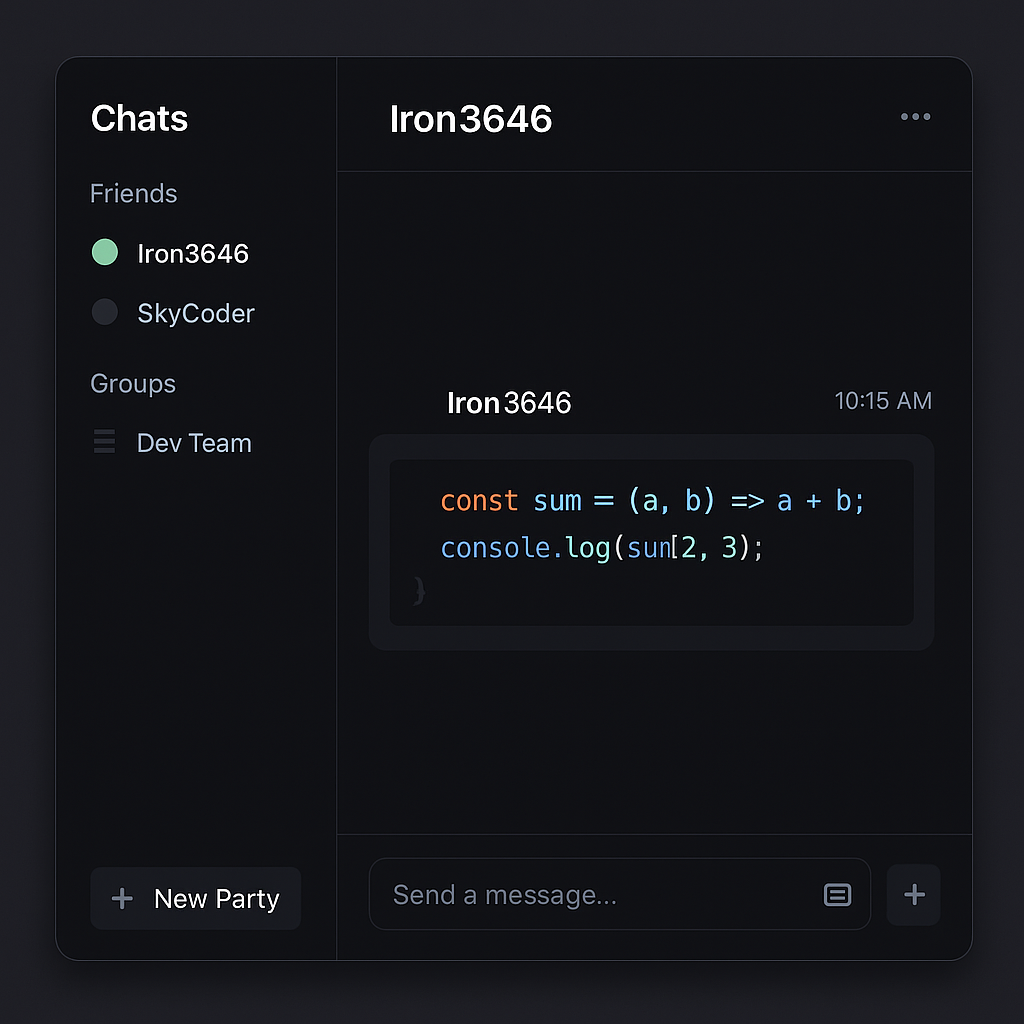 Chats
Friends
Iron3646
SkyCoder
Groups
Dev Team
+ New Party
Iron3646
Iron3646 10:15 AM
const sum = (a, b) => a + b;
console.log(sun[2, 3);
}
Send a message...